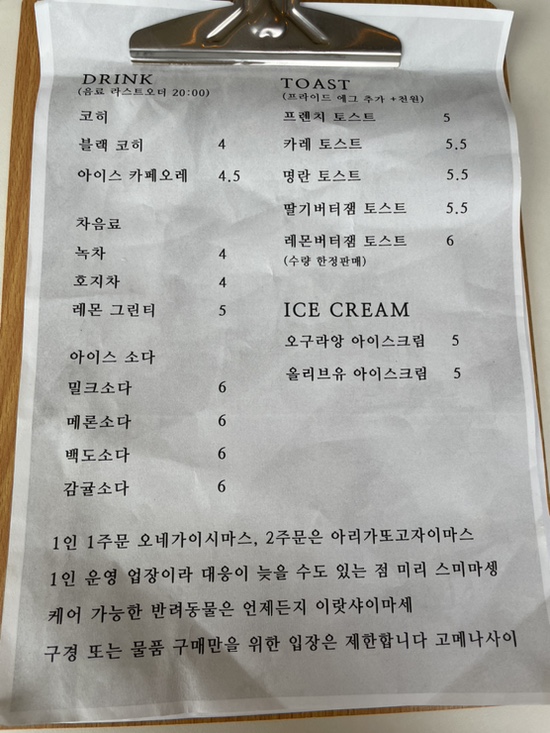 DRINK
(음료 라스트오더 20:00)
코히
블랙 코히 4
아이스 카페오레 4.5
차음료
녹차 4
호지차 4
레몬 그린티 5
아이스 소다
밀크소다 6
메론소다 6
백도소다 6
감귤소다 6
TOAST
(프라이드 에그 추가 +천원)
프렌치 토스트 5
카레 토스트 5.5
명란 토스트 5.5
딸기버터잼 토스트 5.5
레몬버터잼 토스트 6
(수량 한정판매)
ICE CREAM
오구라앙 아이스크림 5
올리브유 아이스크림 5
1인 1주문 오네가이시마스, 2주문은 아리가또고자이마스
1인 운영 업장이라 대응이 늦을 수도 있는 점 미리 스미마셍
케어 가능한 반려동물은 언제든지 이랏샤이마세
구경 또는 물품 구매만을 위한 입장은 제한합니다 고메나사이